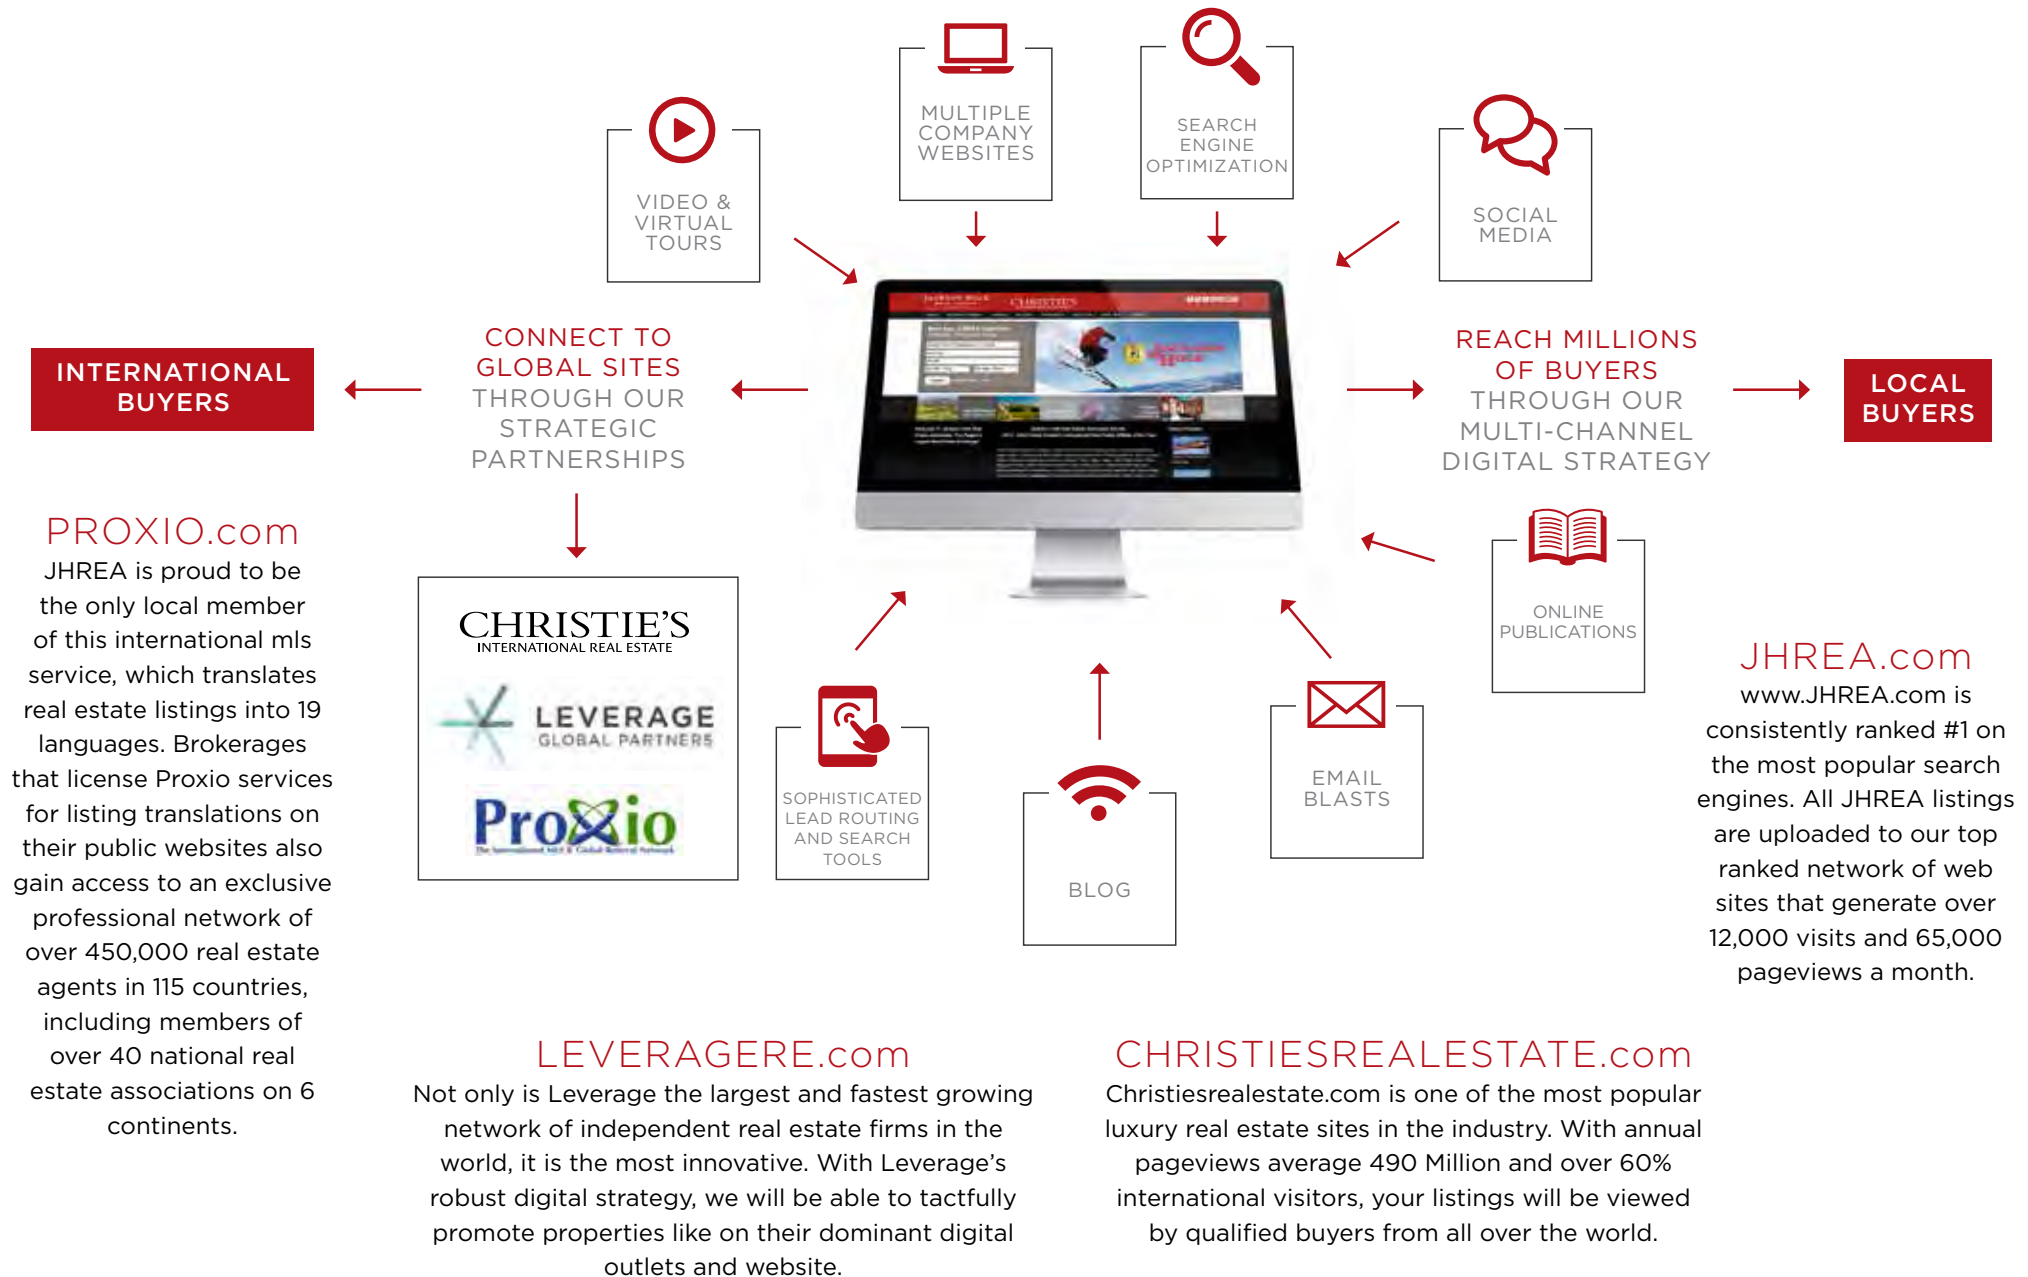 MULTIPLE
COMPANY
WEBSITES
SEARCH
ENGINE
OPTIMIZATION
VIDEO &
VIRTUAL
TOURS
SOCIAL
MEDIA
INTERNATIONAL
BUYERS
CONNECT TO
GLOBAL SITES
THROUGH OUR
STRATEGIC
PARTNERSHIPS
CHRISTIE'S
REACH MILLIONS
OF BUYERS
THROUGH OUR
MULTI-CHANNEL
DIGITAL STRATEGY
LOCAL
BUYERS
PROXIO.com
JHREA is proud to be
the only local member
of this international mls
service, which translates
real estate listings into 19
languages. Brokerages
that license Proxio services
for listing translations on
their public websites also
gain access to an exclusive
professional network of
over 450,000 real estate
agents in 115 countries,
including members of
over 40 national real
estate associations on 6
continents.
CHRISTIE'S
INTERNATIONAL REAL ESTATE
LEVERAGE
GLOBAL PARTNERS
Proxio
The International MLS & Global Referral Network
SOPHISTICATED
LEAD ROUTING
AND SEARCH
TOOLS
BLOG
EMAIL
BLASTS
ONLINE
PUBLICATIONS
JHREA.com
www.JHREA.com is
consistently ranked #1 on
the most popular search
engines. All JHREA listings
are uploaded to our top
ranked network of web
sites that generate over
12,000 visits and 65,000
pageviews a month.
LEVERAGERE.com
Not only is Leverage the largest and fastest growing
network of independent real estate firms in the
world, it is the most innovative. With Leverage's
robust digital strategy, we will be able to tactfully
promote properties like on their dominant digital
outlets and website.
CHRISTIESREALESTATE.com
Christiesrealestate.com is one of the most popular
luxury real estate sites in the industry. With annual
pageviews average 490 Million and over 60%
international visitors, your listings will be viewed
by qualified buyers from all over the world.